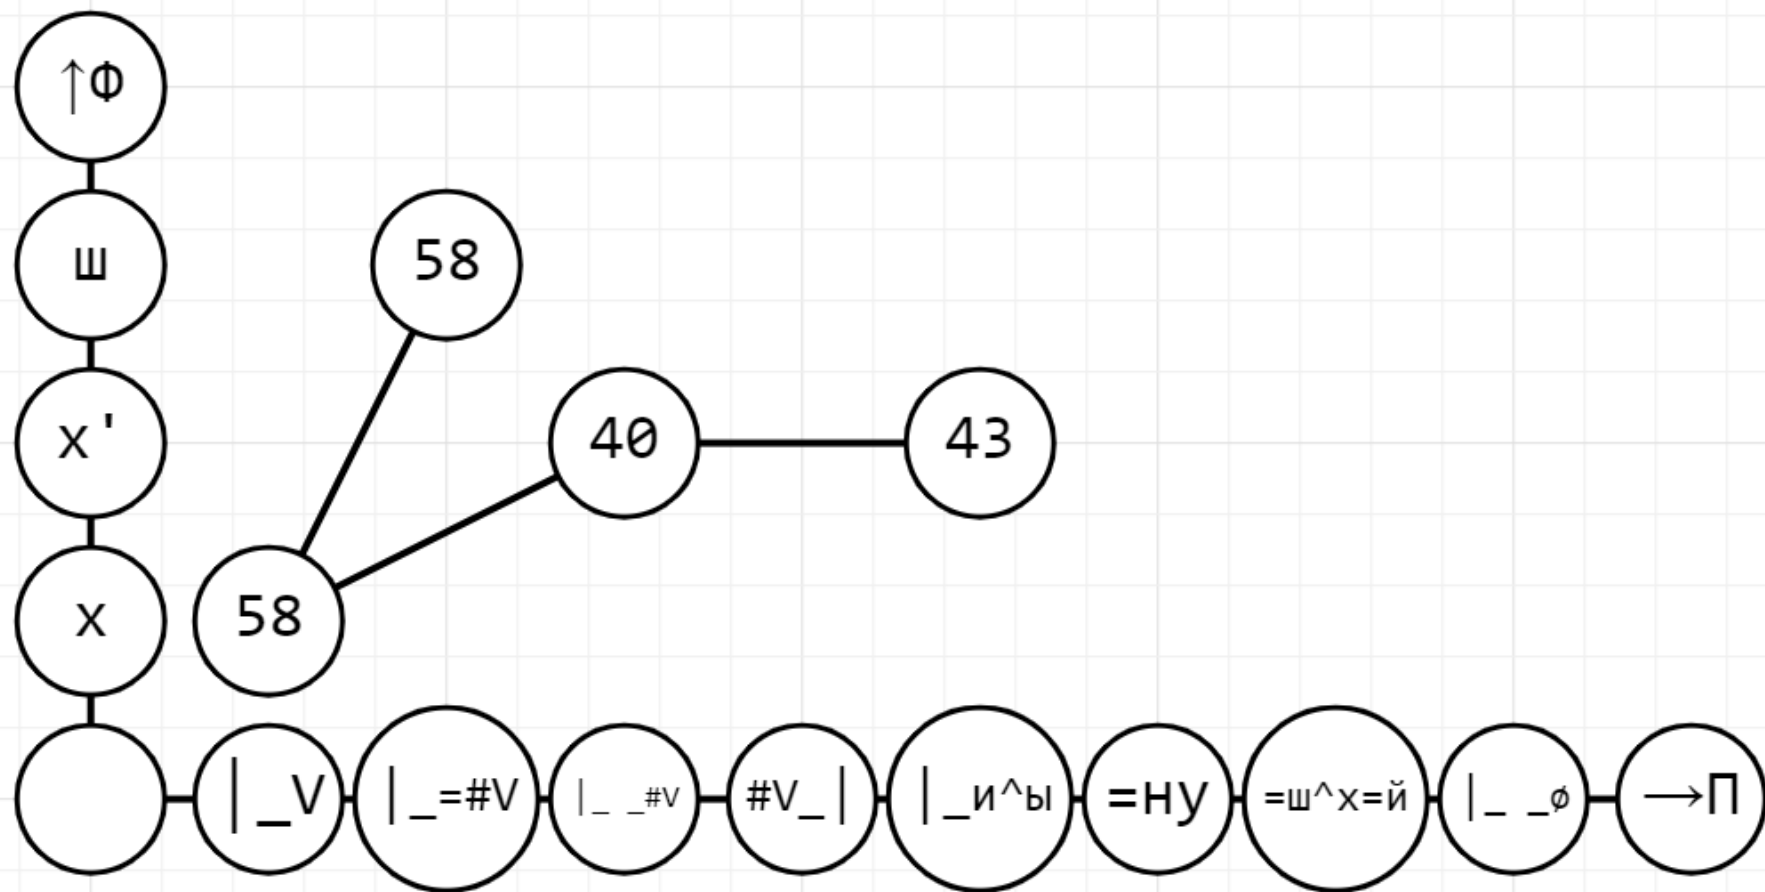 ↑Ф
ш 58
х' 40 43
х 58
|_V |_=#V |_ _#V #V_| |_и^ы =ну =ш^х=й |_ _ø →П